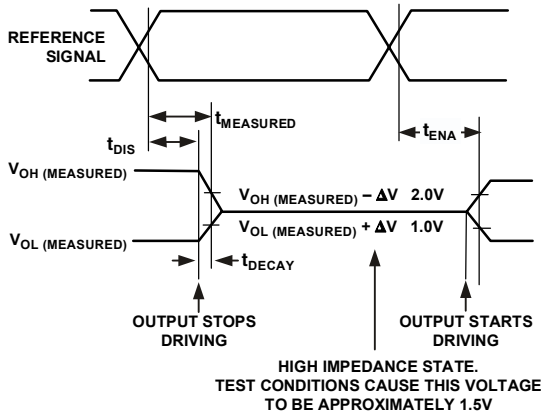 REFERENCE
SIGNAL
tMEASURED
tDIS
tENA
VOH (MEASURED)
VOH (MEASURED) – ΔV 2.0V
VOL (MEASURED) + ΔV 1.0V
VOL (MEASURED)
tDECAY
OUTPUT STOPS
DRIVING
OUTPUT STARTS
DRIVING
HIGH IMPEDANCE STATE.
TEST CONDITIONS CAUSE THIS VOLTAGE
TO BE APPROXIMATELY 1.5V